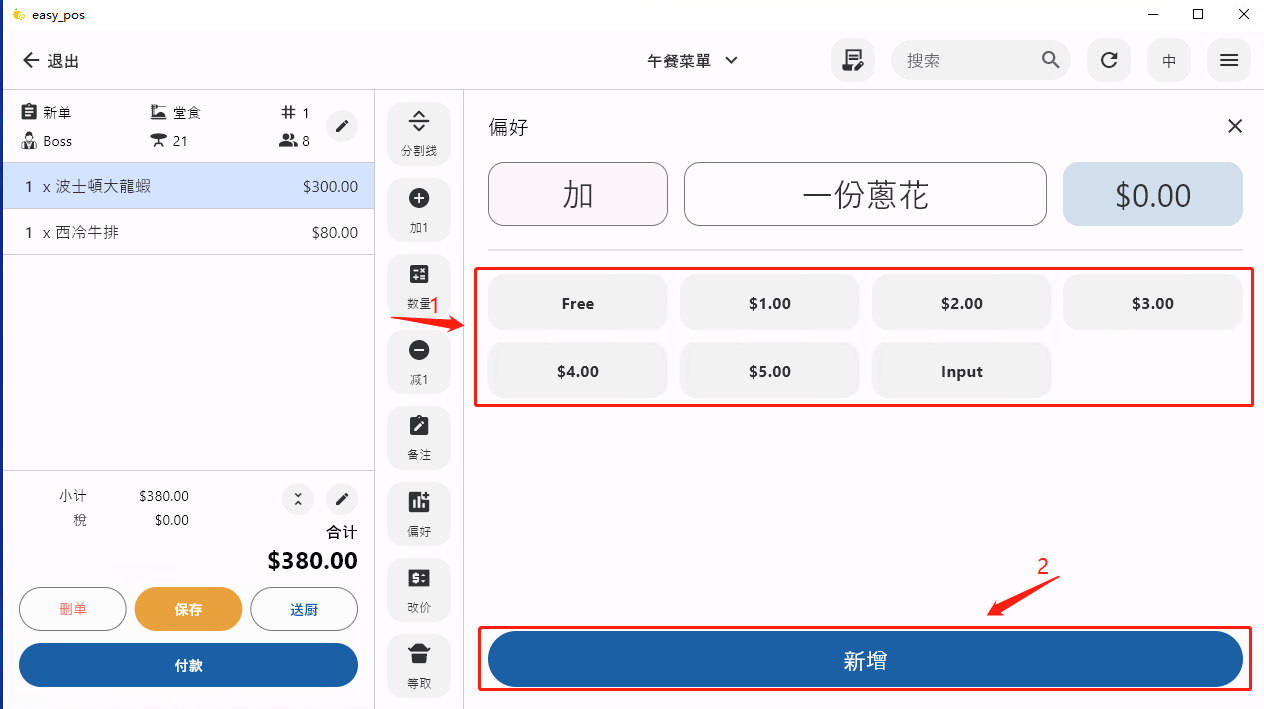 easy_pos
退出
午餐菜單
搜索
中
新单
堂食
1
Boss
21
8
1 x 波士頓大龍蝦 $300.00
1 x 西冷牛排 $80.00
小计 $380.00
稅 $0.00
合计
$380.00
刪单
保存
送厨
付款
分割线
加1
数量
减1
备注
偏好
改价
等取
偏好
加
一份蔥花
$0.00
1
Free
$1.00
$2.00
$3.00
$4.00
$5.00
Input
2
新增